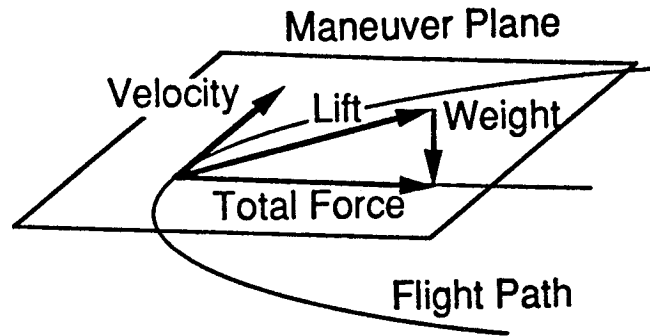 Maneuver Plane
Velocity
Lift
Weight
Total Force
Flight Path